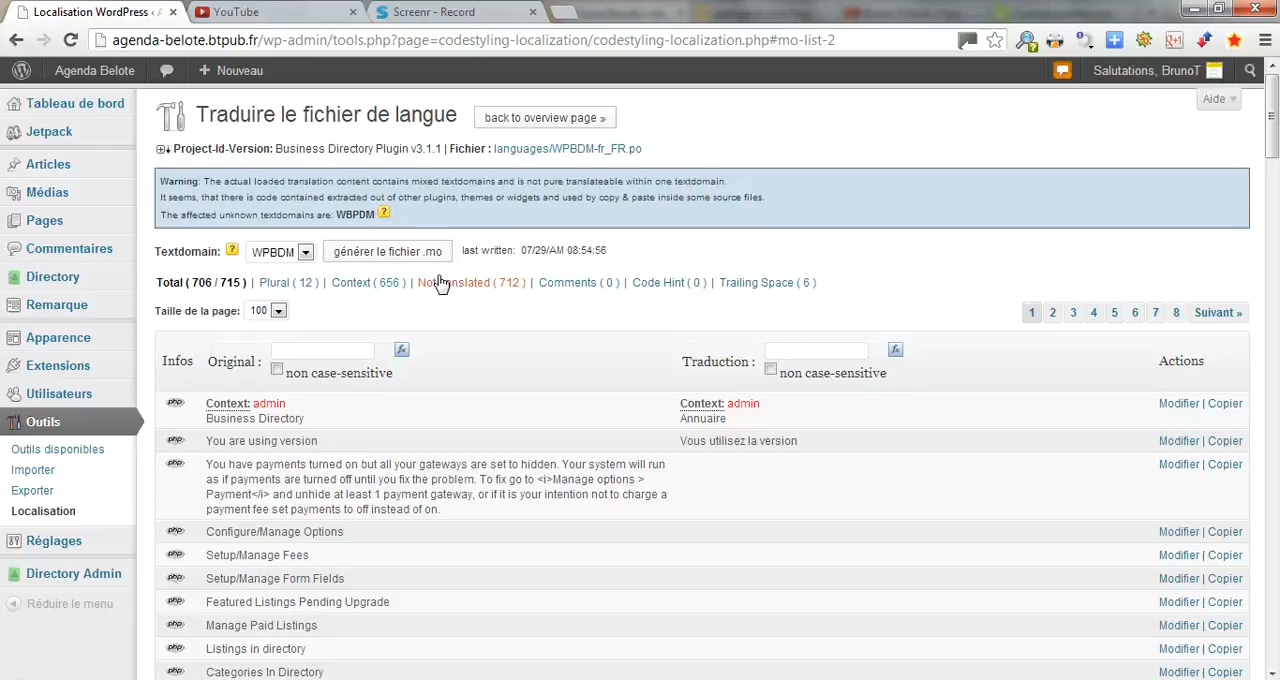 Localisation WordPress ‹ A
YouTube
Screenr - Record
agenda-belote.btpub.fr/wp-admin/tools.php?page=codestyling-localization/codestyling-localization.php#mo-list-2
Agenda Belote
+ Nouveau
Salutations, BrunoT
Tableau de bord
Jetpack
Articles
Médias
Pages
Commentaires
Directory
Remarque
Apparence
Extensions
Utilisateurs
Outils
Outils disponibles
Importer
Exporter
Localisation
Réglages
Directory Admin
Réduire le menu
Aide
Traduire le fichier de langue
back to overview page »
Project-Id-Version: Business Directory Plugin v3.1.1 | Fichier : languages/WPBDM-fr_FR.po
Warning: The actual loaded translation content contains mixed textdomains and is not pure translateable within one textdomain.
It seems, that there is code contained extracted out of other plugins, themes or widgets and used by copy & paste inside some source files.
The affected unknown textdomains are: WBPDM ?
Textdomain: ? WPBDM générer le fichier .mo last written: 07/29/AM 08:54:56
Total ( 706 / 715 ) | Plural ( 12 ) | Context ( 656 ) | Not translated ( 712 ) | Comments ( 0 ) | Code Hint ( 0 ) | Trailing Space ( 6 )
Taille de la page: 100
1 2 3 4 5 6 7 8 Suivant »
Infos Original : Traduction : Actions
non case-sensitive non case-sensitive
php Context: admin Context: admin Modifier | Copier
Business Directory Annuaire
php You are using version Vous utilisez la version Modifier | Copier
php You have payments turned on but all your gateways are set to hidden. Your system will run Modifier | Copier
as if payments are turned off until you fix the problem. To fix go to <i>Manage options >
Payment</i> and unhide at least 1 payment gateway, or if it is your intention not to charge a
payment fee set payments to off instead of on.
php Configure/Manage Options Modifier | Copier
php Setup/Manage Fees Modifier | Copier
php Setup/Manage Form Fields Modifier | Copier
php Featured Listings Pending Upgrade Modifier | Copier
php Manage Paid Listings Modifier | Copier
php Listings in directory Modifier | Copier
php Categories In Directory Modifier | Copier